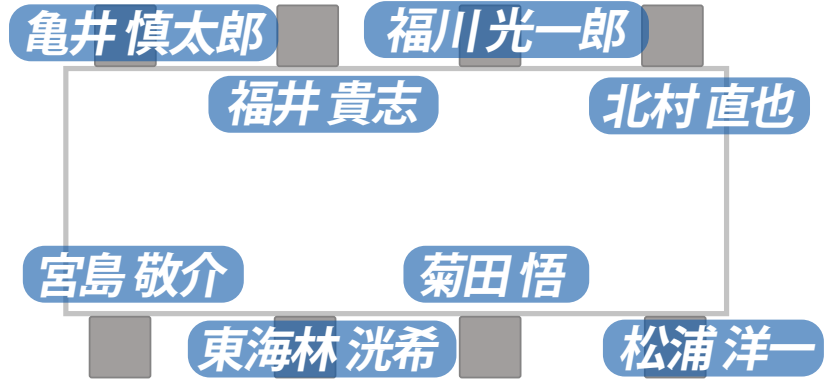 亀井 慎太郎
福川 光一郎
福井 貴志
北村 直也
宮島 敬介
菊田 悟
東海林 洸希
松浦 洋一